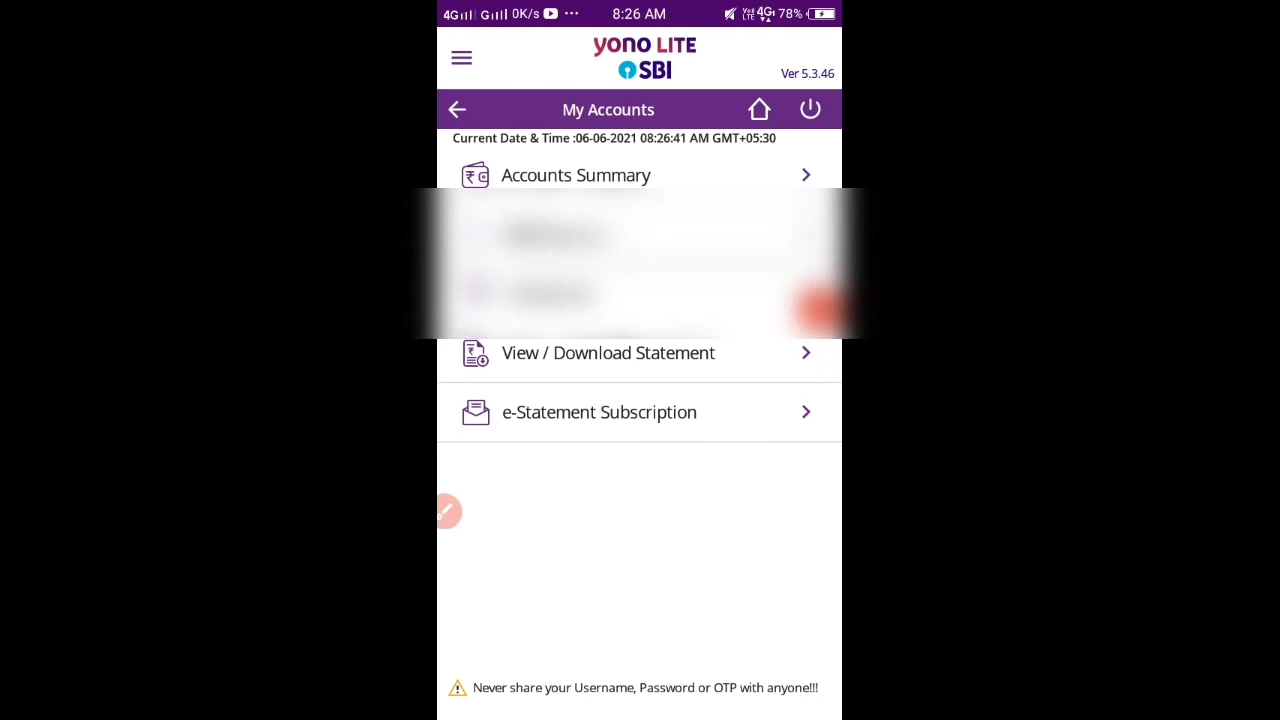 4G G 0K/s 8:26 AM VoLTE 4G 78%
yono LITE
SBI
Ver 5.3.46
My Accounts
Current Date & Time :06-06-2021 08:26:41 AM GMT+05:30
Accounts Summary
View / Download Statement
e-Statement Subscription
Never share your Username, Password or OTP with anyone!!!